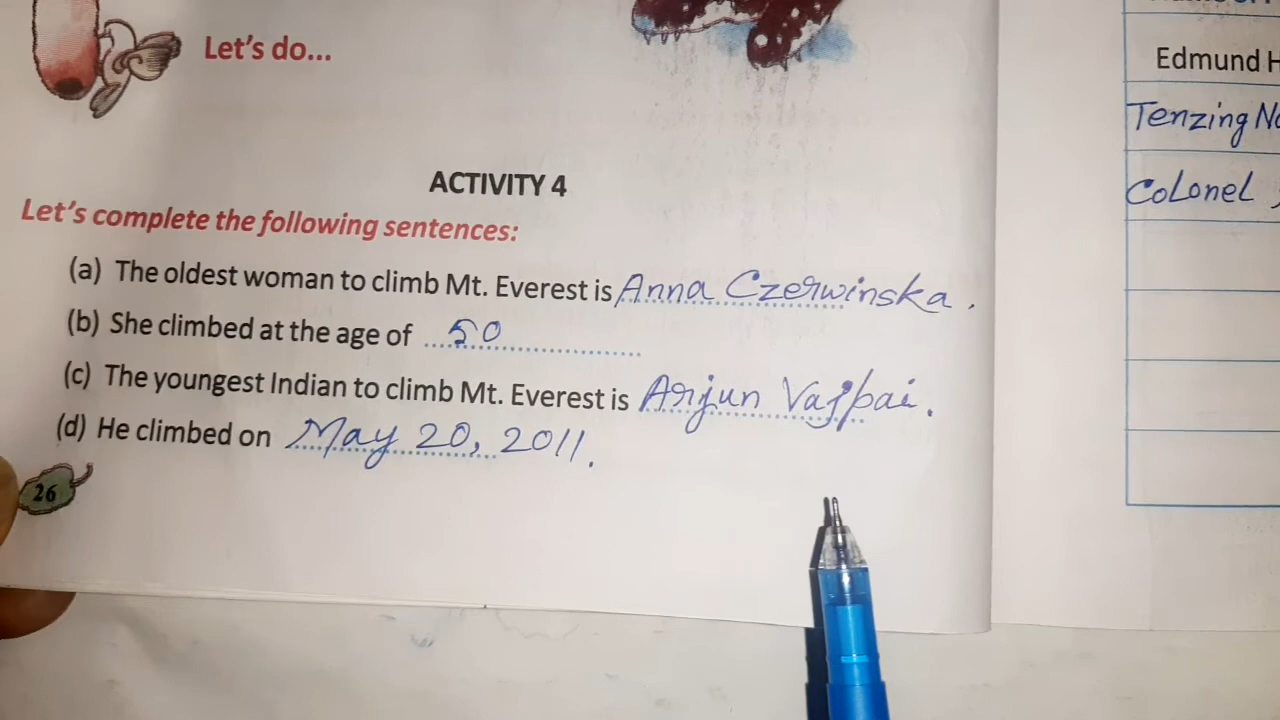 Let's do...
ACTIVITY 4
Let's complete the following sentences:
(a) The oldest woman to climb Mt. Everest is Anna Czerwinska.
(b) She climbed at the age of 50
(c) The youngest Indian to climb Mt. Everest is Arjun Vajpai.
(d) He climbed on May 20, 2011.
26
Edmund H
Tenzing No
Colonel